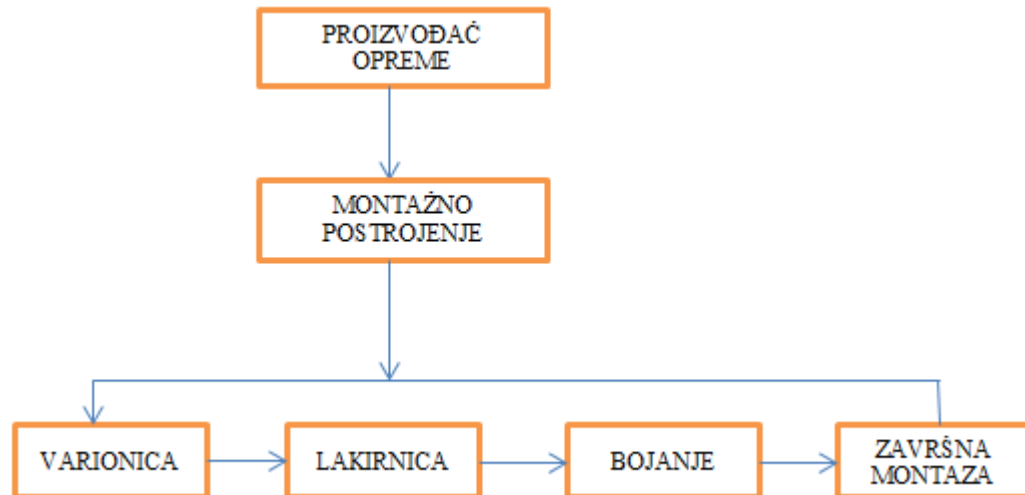 PROIZVOĐAČ
OPREME
MONTAŽNO
POSTROJENJE
VARIONICA
LAKIRNICA
BOJANJE
ZAVRŠNA
MONTAZA